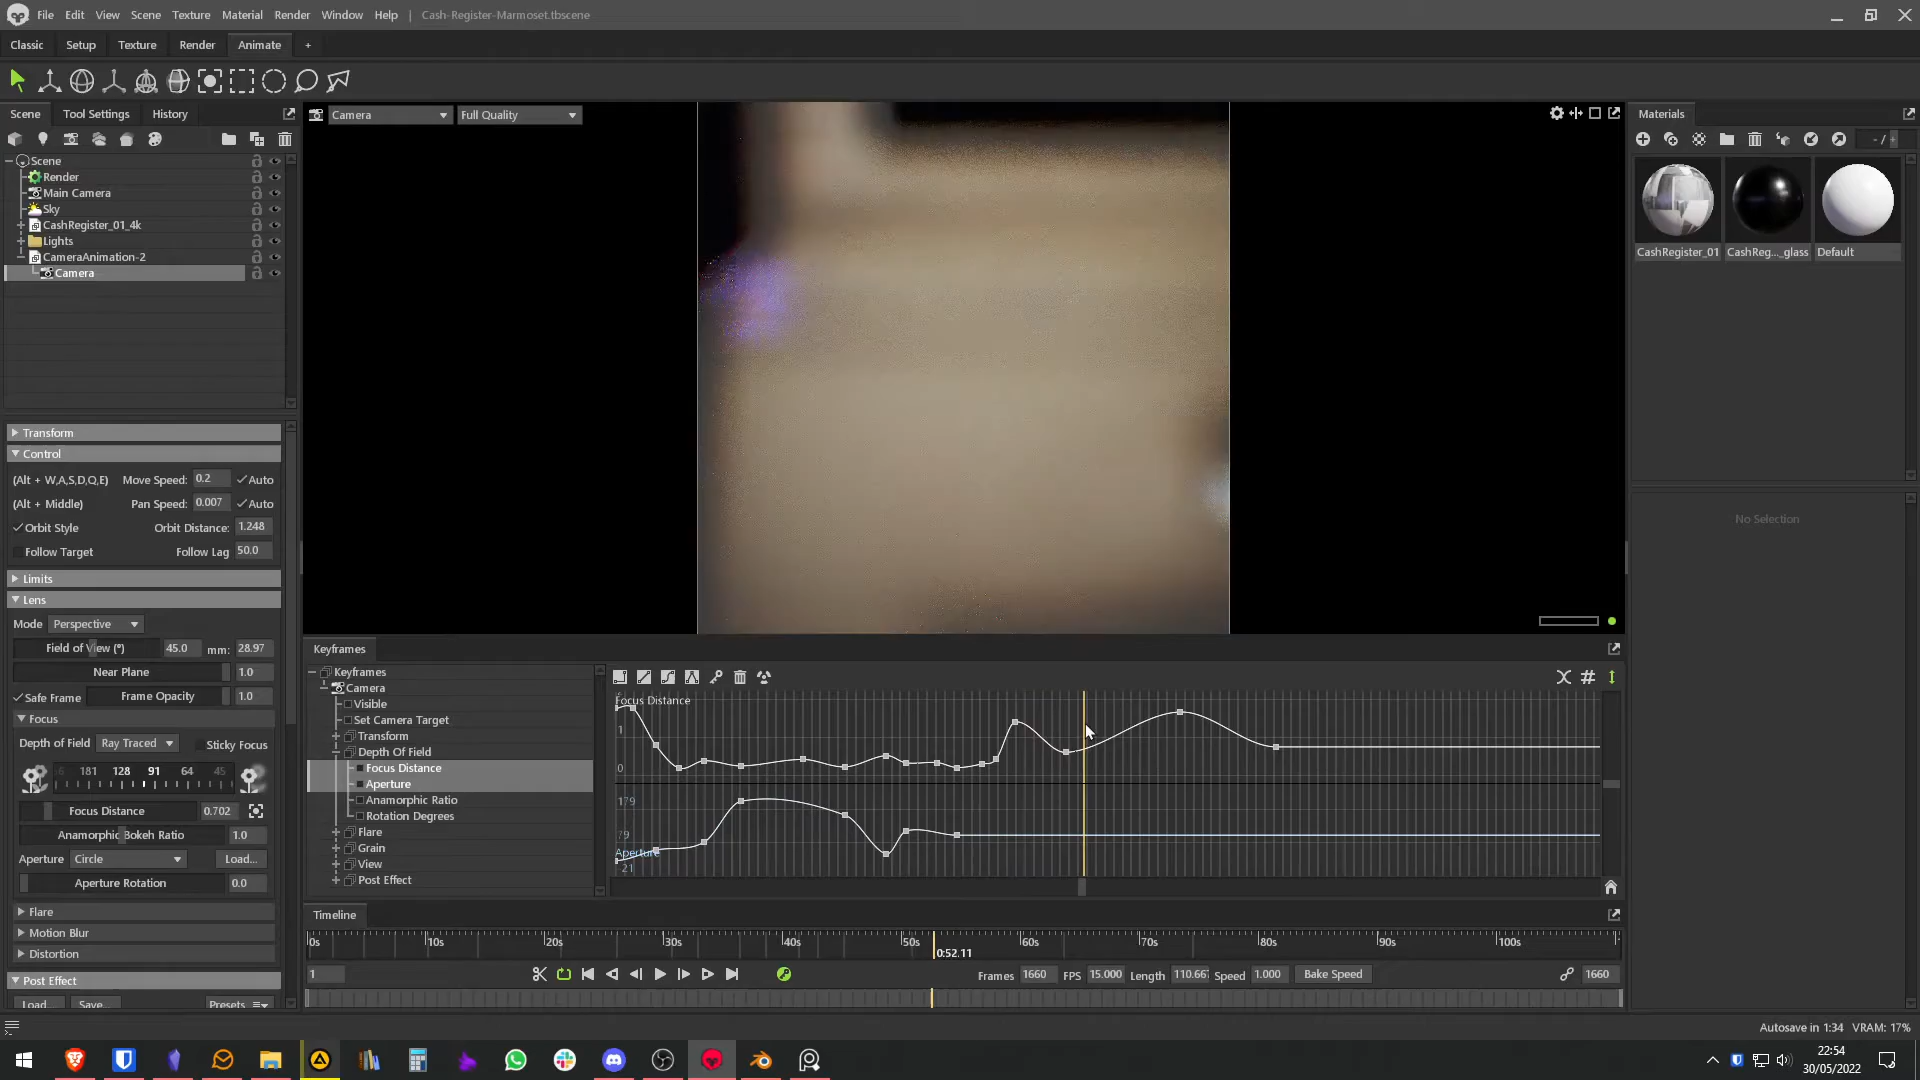 File Edit View Scene Texture Material Render Window Help Cash-Register-Marmoset.tbscene
Classic Setup Texture Render Animate +
Scene Tool Settings History
Camera Full Quality
Materials
- /
Scene
Render
Main Camera
Sky
CashRegister_01_4k
Lights
CameraAnimation-2
Camera
CashRegister_01 CashReg..._glass Default
Transform
Control
(Alt + W,A,S,D,Q,E) Move Speed: 0.2 Auto
(Alt + Middle) Pan Speed: 0.007 Auto
Orbit Style Orbit Distance: 1.248
Follow Target Follow Lag 50.0
Limits
Lens
Mode Perspective
Field of View (°) 45.0 mm: 28.97
Near Plane 1.0
Safe Frame Frame Opacity 1.0
Focus
Depth of Field Ray Traced Sticky Focus
6 181 128 91 64 45
Focus Distance 0.702
Anamorphic Bokeh Ratio 1.0
Aperture Circle Load...
Aperture Rotation 0.0
Flare
Motion Blur
Distortion
Post Effect
Load... Save... Presets
No Selection
Keyframes
Keyframes
Camera
Visible
Set Camera Target
Transform
Depth Of Field
Focus Distance
Aperture
Anamorphic Ratio
Rotation Degrees
Flare
Grain
View
Post Effect
Focus Distance
1
0
179
79
Aperture
-21
Timeline
0s 10s 20s 30s 40s 50s 60s 70s 80s 90s 100s
0:52.11
1 Frames 1660 FPS 15.000 Length 110.667 Speed 1.000 Bake Speed 1660
Autosave in 1:34 VRAM: 17%
22:54
30/05/2022